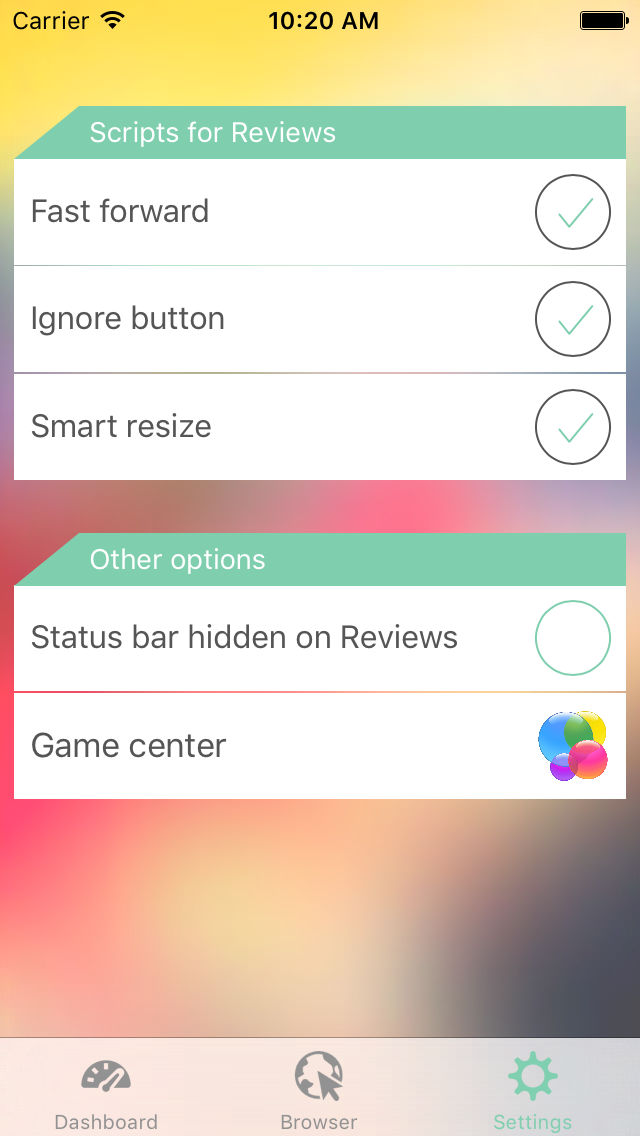 Carrier 10:20 AM
Scripts for Reviews
Fast forward
Ignore button
Smart resize
Other options
Status bar hidden on Reviews
Game center
Dashboard Browser Settings